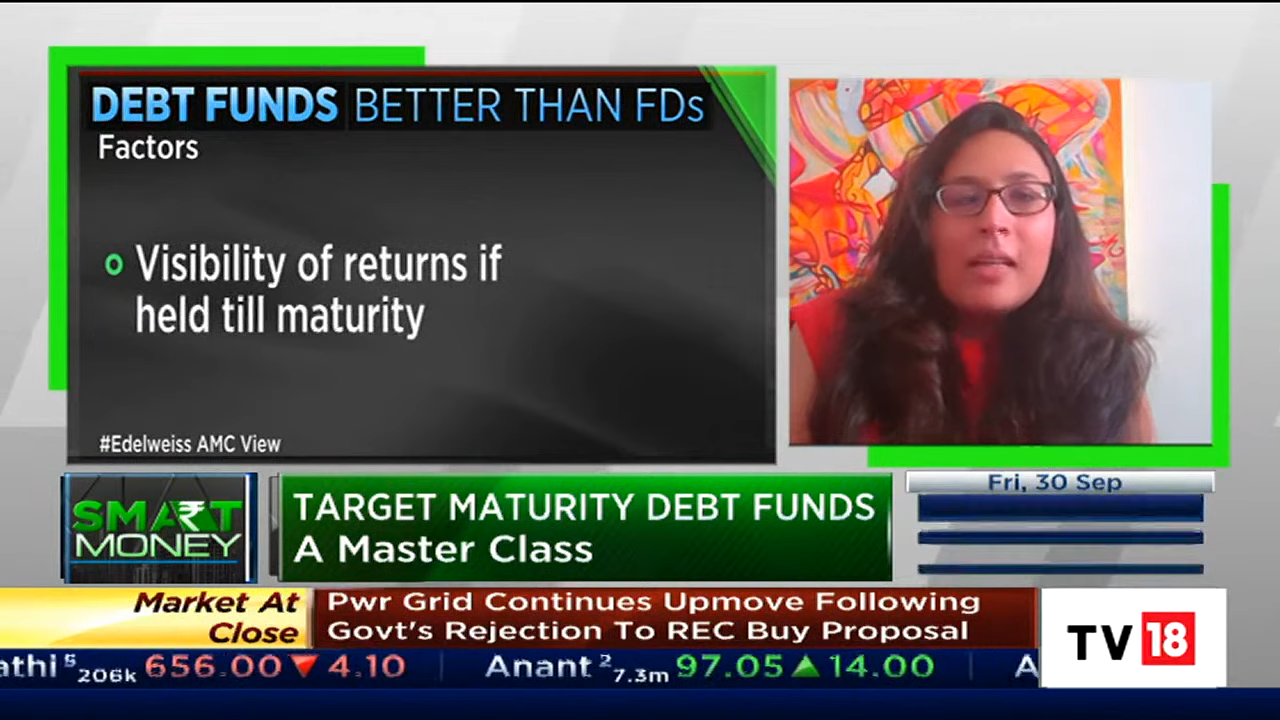 DEBT FUNDS BETTER THAN FDs
Factors
Visibility of returns if
held till maturity
#Edelweiss AMC View
SMART
MONEY
TARGET MATURITY DEBT FUNDS
A Master Class
Fri, 30 Sep
Market At
Close
Pwr Grid Continues Upmove Following
Govt's Rejection To REC Buy Proposal
TV18
athi 5 206k 656.00 ▼ 4.10 Anant 2 7.3m 97.05 ▲ 14.00 A